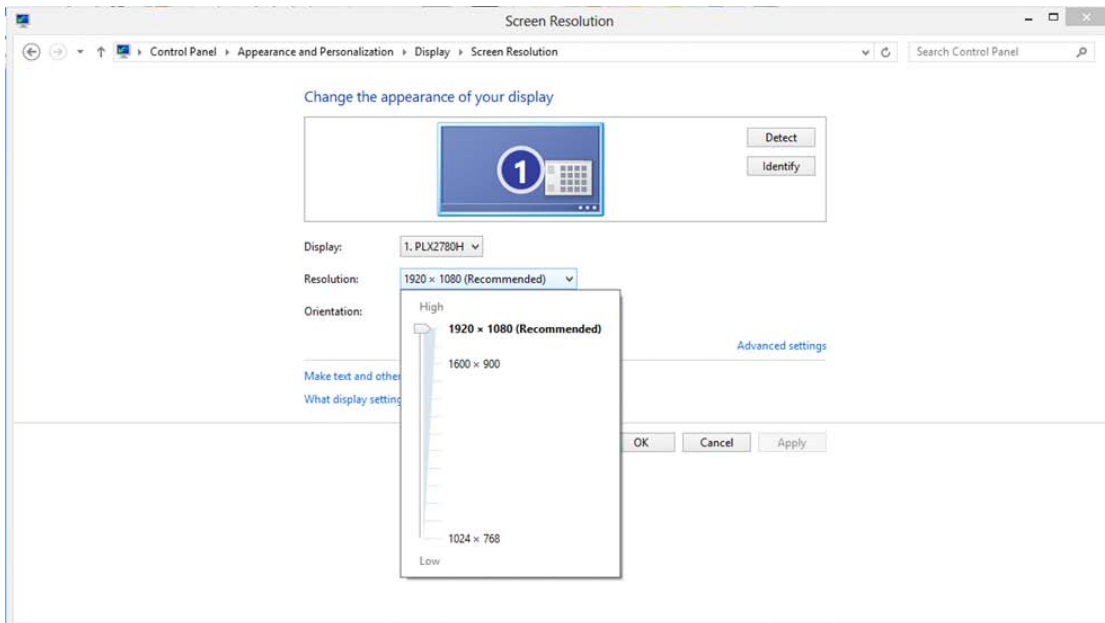 Screen Resolution
Control Panel Appearance and Personalization Display Screen Resolution
Search Control Panel
Change the appearance of your display
1
Detect
Identify
Display: 1. PLX2780H
Resolution: 1920 × 1080 (Recommended)
Orientation:
High
1920 × 1080 (Recommended)
1600 × 900
1024 × 768
Low
Advanced settings
Make text and other
What display setting
OK Cancel Apply